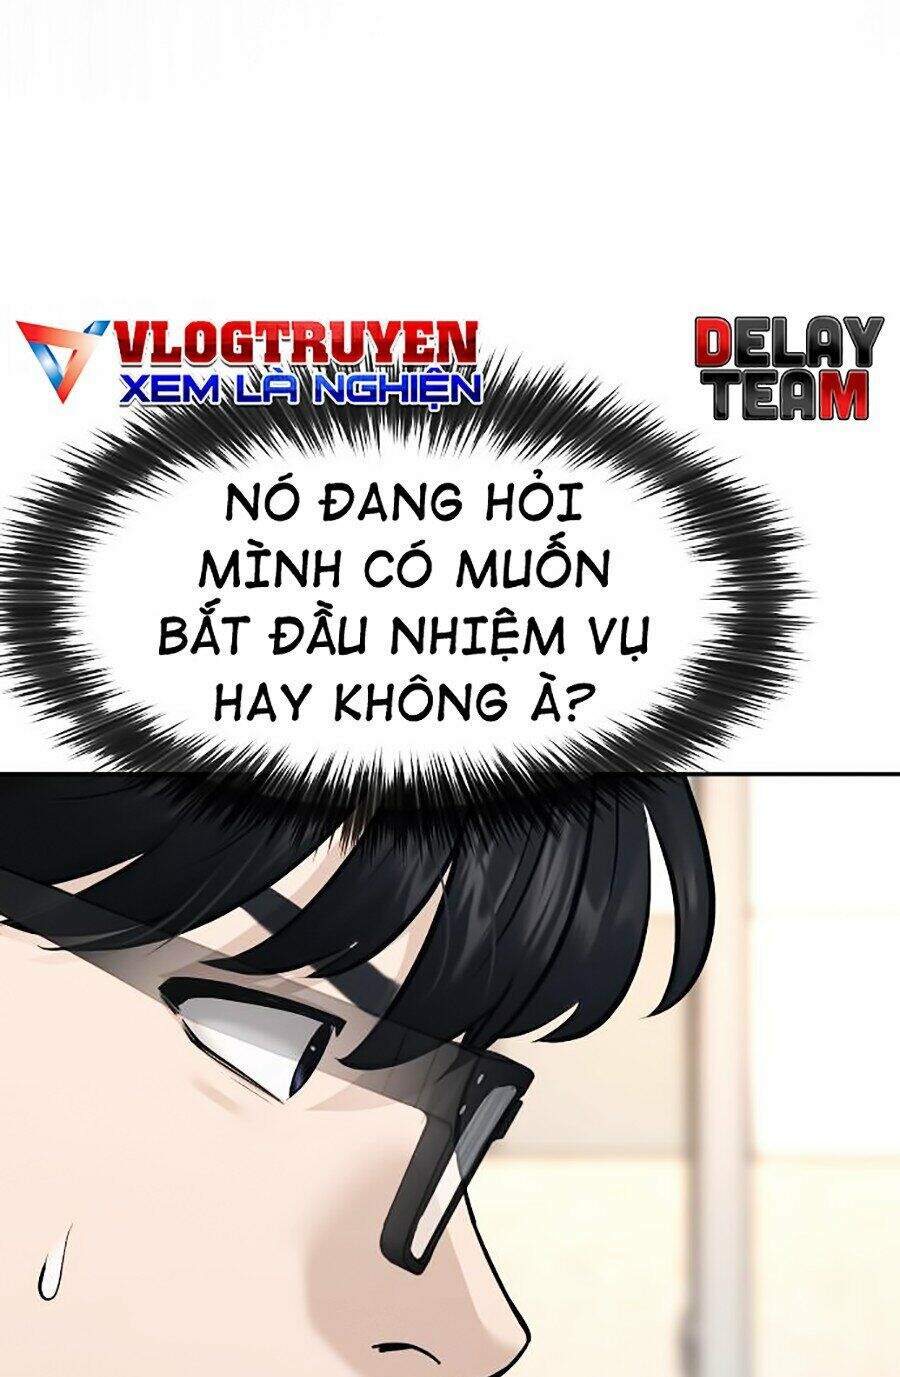 VLOGTRUYEN
XEM LÀ NGHIỆN
DELAY
TEAM
NÓ ĐANG HỎI
MÌNH CÓ MUỐN
BẮT ĐẦU NHIỆM VỤ
HAY KHÔNG À?